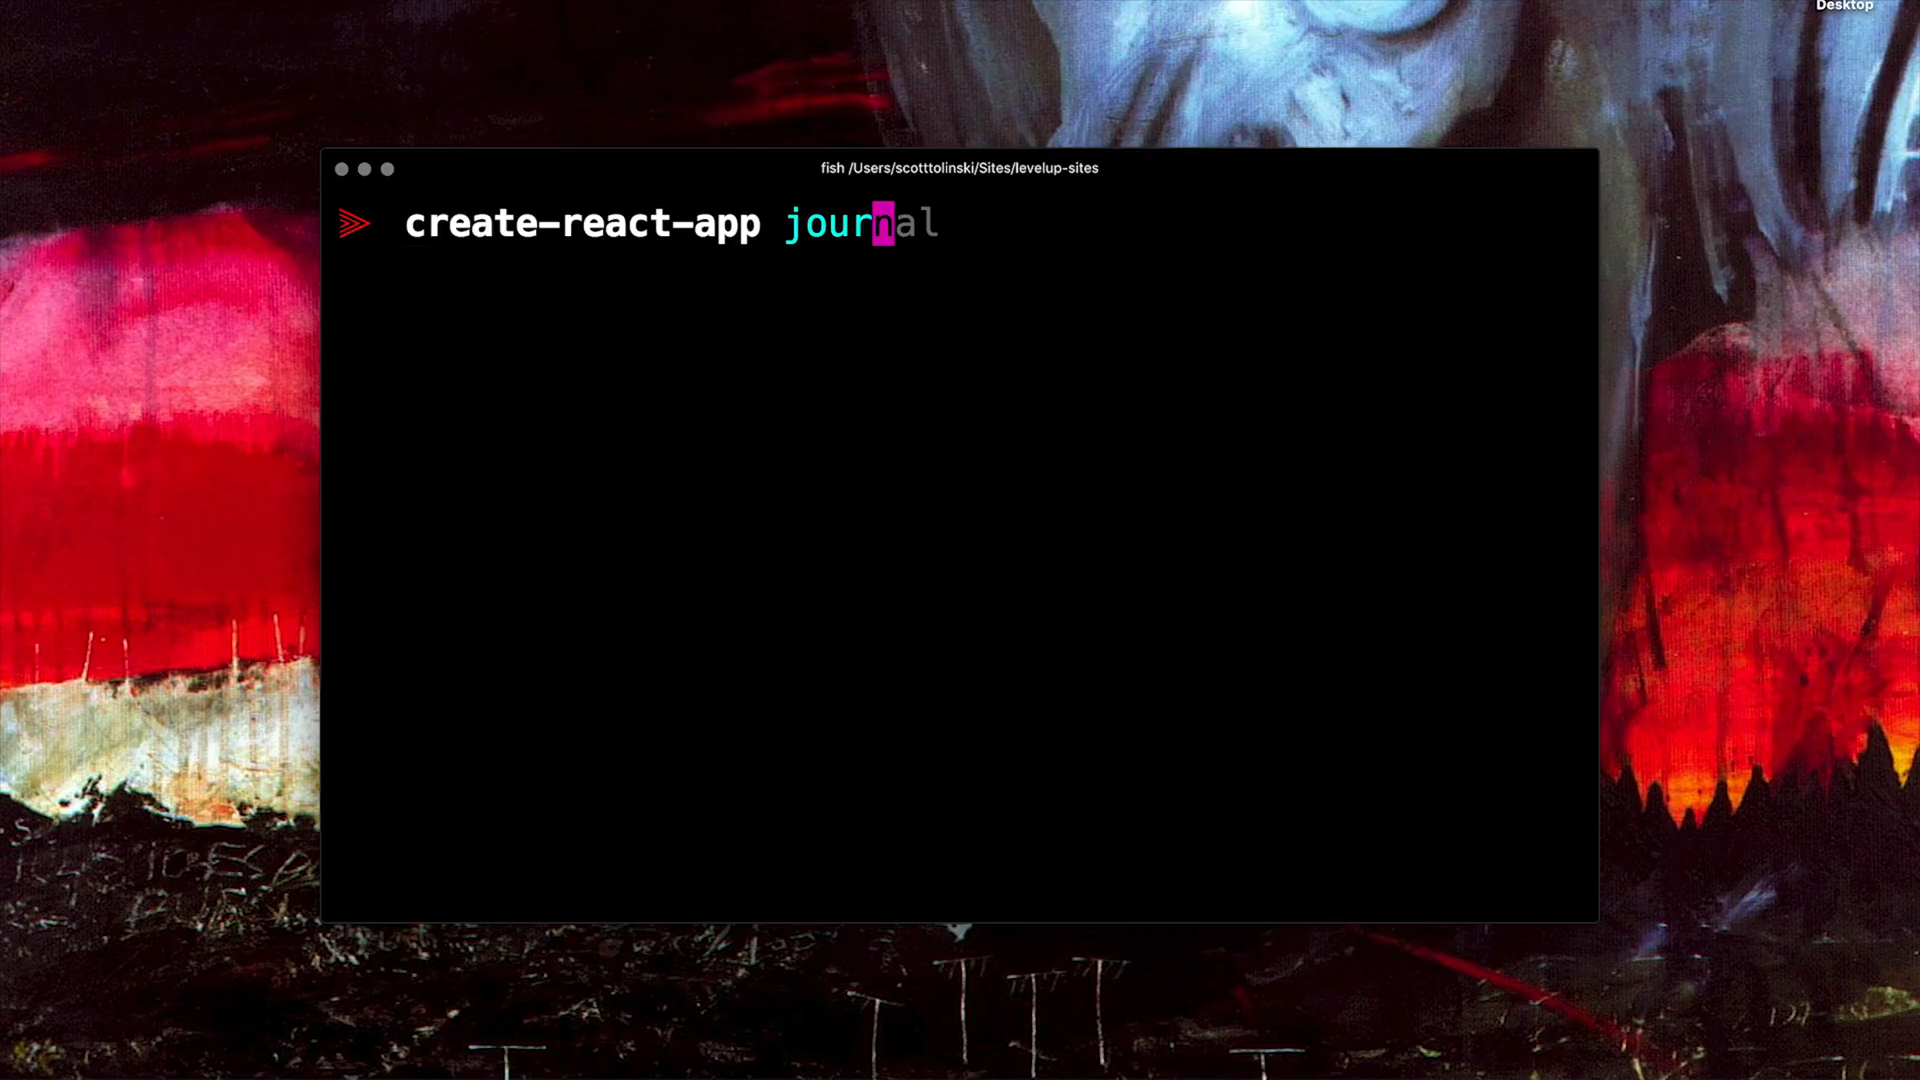 Desktop
fish /Users/scotttolinski/Sites/levelup-sites
create-react-app journal